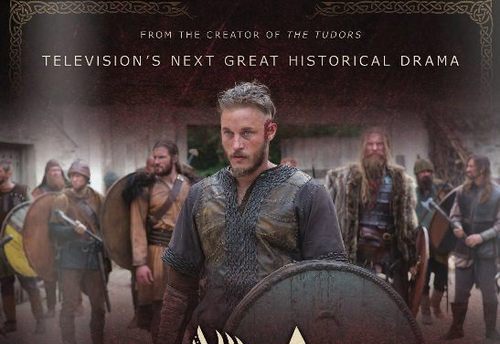 FROM THE CREATOR OF THE TUDORS
TELEVISION'S NEXT GREAT HISTORICAL DRAMA